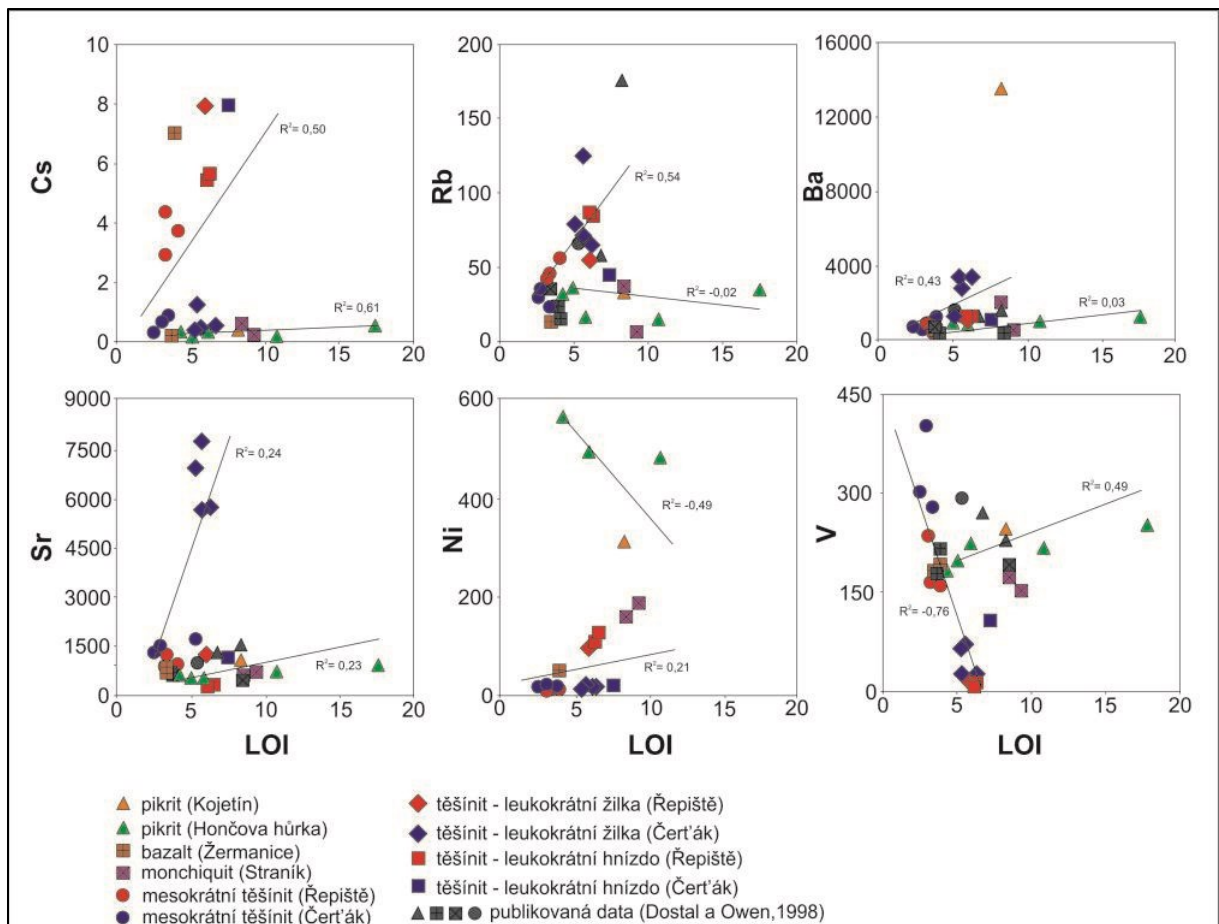 10
8
6
4
2
0
Cs
0 5 10 15 20
R²= 0,50
R²= 0,61
200
150
100
50
0
Rb
0 5 10 15 20
R²= 0,54
R²= -0,02
16000
12000
8000
4000
0
Ba
0 5 10 15 20
R²= 0,43
R²= 0,03
9000
7500
6000
4500
3000
1500
0
Sr
0 5 10 15 20
LOI
R²= 0,24
R²= 0,23
600
400
200
0
Ni
0 5 10 15 20
LOI
R²= -0,49
R²= 0,21
450
300
150
0
V
0 5 10 15 20
LOI
R²= 0,49
R²= -0,76
pikrit (Kojetín)
pikrit (Hončova hůrka)
bazalt (Žermanice)
monchiquit (Straník)
mesokrátní těšínit (Řepiště)
mesokrátní těšínit (Čerťák)
těšínit - leukokrátní žilka (Řepiště)
těšínit - leukokrátní žilka (Čerťák)
těšínit - leukokrátní hnízdo (Řepiště)
těšínit - leukokrátní hnízdo (Čerťák)
publikovaná data (Dostal a Owen,1998)